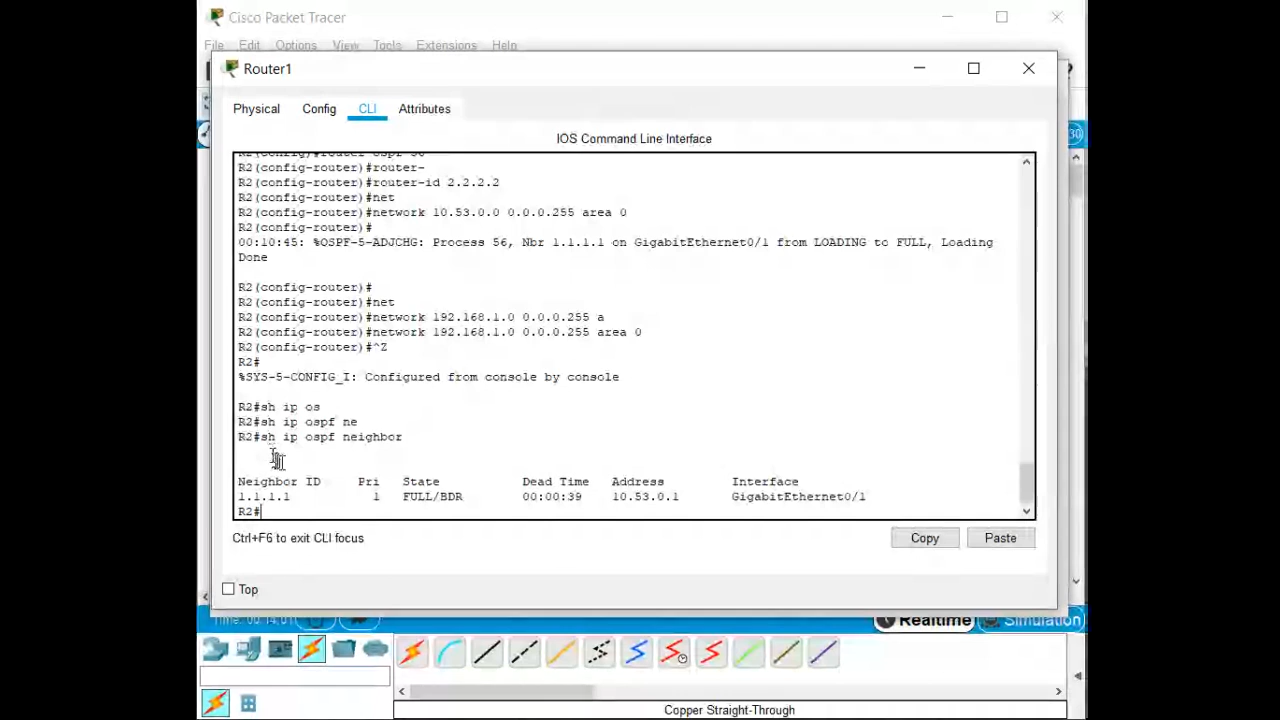 Cisco Packet Tracer
File Edit Options View Tools Extensions Help
Router1
Physical Config CLI Attributes
IOS Command Line Interface
R2(config)#router ospf 56
R2(config-router)#router-
R2(config-router)#router-id 2.2.2.2
R2(config-router)#net
R2(config-router)#network 10.53.0.0 0.0.0.255 area 0
R2(config-router)#
00:10:45: %OSPF-5-ADJCHG: Process 56, Nbr 1.1.1.1 on GigabitEthernet0/1 from LOADING to FULL, Loading
Done
R2(config-router)#
R2(config-router)#net
R2(config-router)#network 192.168.1.0 0.0.0.255 a
R2(config-router)#network 192.168.1.0 0.0.0.255 area 0
R2(config-router)#^Z
R2#
%SYS-5-CONFIG_I: Configured from console by console
R2#sh ip os
R2#sh ip ospf ne
R2#sh ip ospf neighbor
Neighbor ID Pri State Dead Time Address Interface
1.1.1.1 1 FULL/BDR 00:00:39 10.53.0.1 GigabitEthernet0/1
R2#
Ctrl+F6 to exit CLI focus
Copy Paste
Top
Time: 00:14:01
Realtime Simulation
Copper Straight-Through